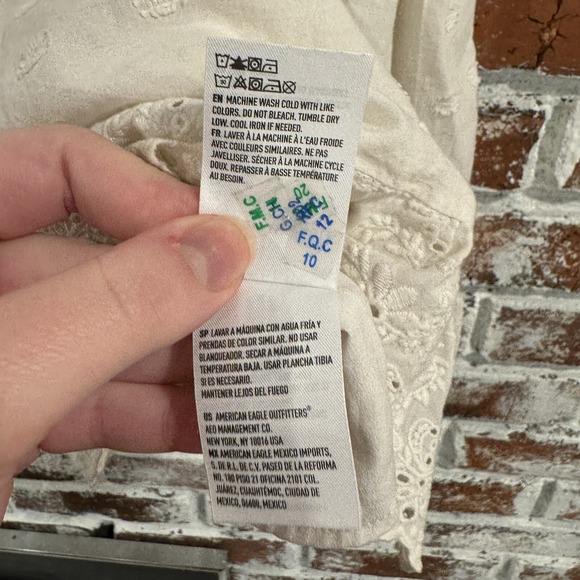 EN MACHINE WASH COLD WITH LIKE
COLORS. DO NOT BLEACH. TUMBLE DRY
LOW. COOL IRON IF NEEDED.
FR LAVER À LA MACHINE À L'EAU FROIDE
AVEC COULEURS SIMILAIRES. NE PAS
JAVELLISER. SÉCHER À LA MACHINE CYCLE
DOUX. REPASSER À BASSE TEMPÉRATURE
AU BESOIN.
F.M.C
G.CH
20
12
F.Q.C
10
SP LAVAR A MÁQUINA CON AGUA FRÍA Y
PRENDAS DE COLOR SIMILAR. NO USAR
BLANQUEADOR. SECAR A MÁQUINA A
TEMPERATURA BAJA. USAR PLANCHA TIBIA
SI ES NECESARIO.
MANTENER LEJOS DEL FUEGO
US AMERICAN EAGLE OUTFITTERS®
AEO MANAGEMENT CO.
NEW YORK, NY 10016 USA
MX AMERICAN EAGLE MEXICO IMPORTS,
S. DE R.L. DE C.V. PASEO DE LA REFORMA
NO. 180 PISO 21 OFICINA 2101 COL.
JUÁREZ, CUAUHTÉMOC, CIUDAD DE
MÉXICO, 06600, MEXICO